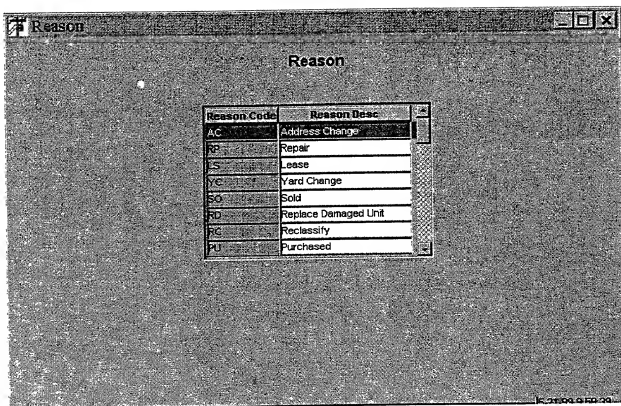 Reason
Reason
Reason Code Reason Desc
AC Address Change
RP Repair
LS Lease
YC Yard Change
SO Sold
RD Replace Damaged Unit
RC Reclassify
PU Purchased